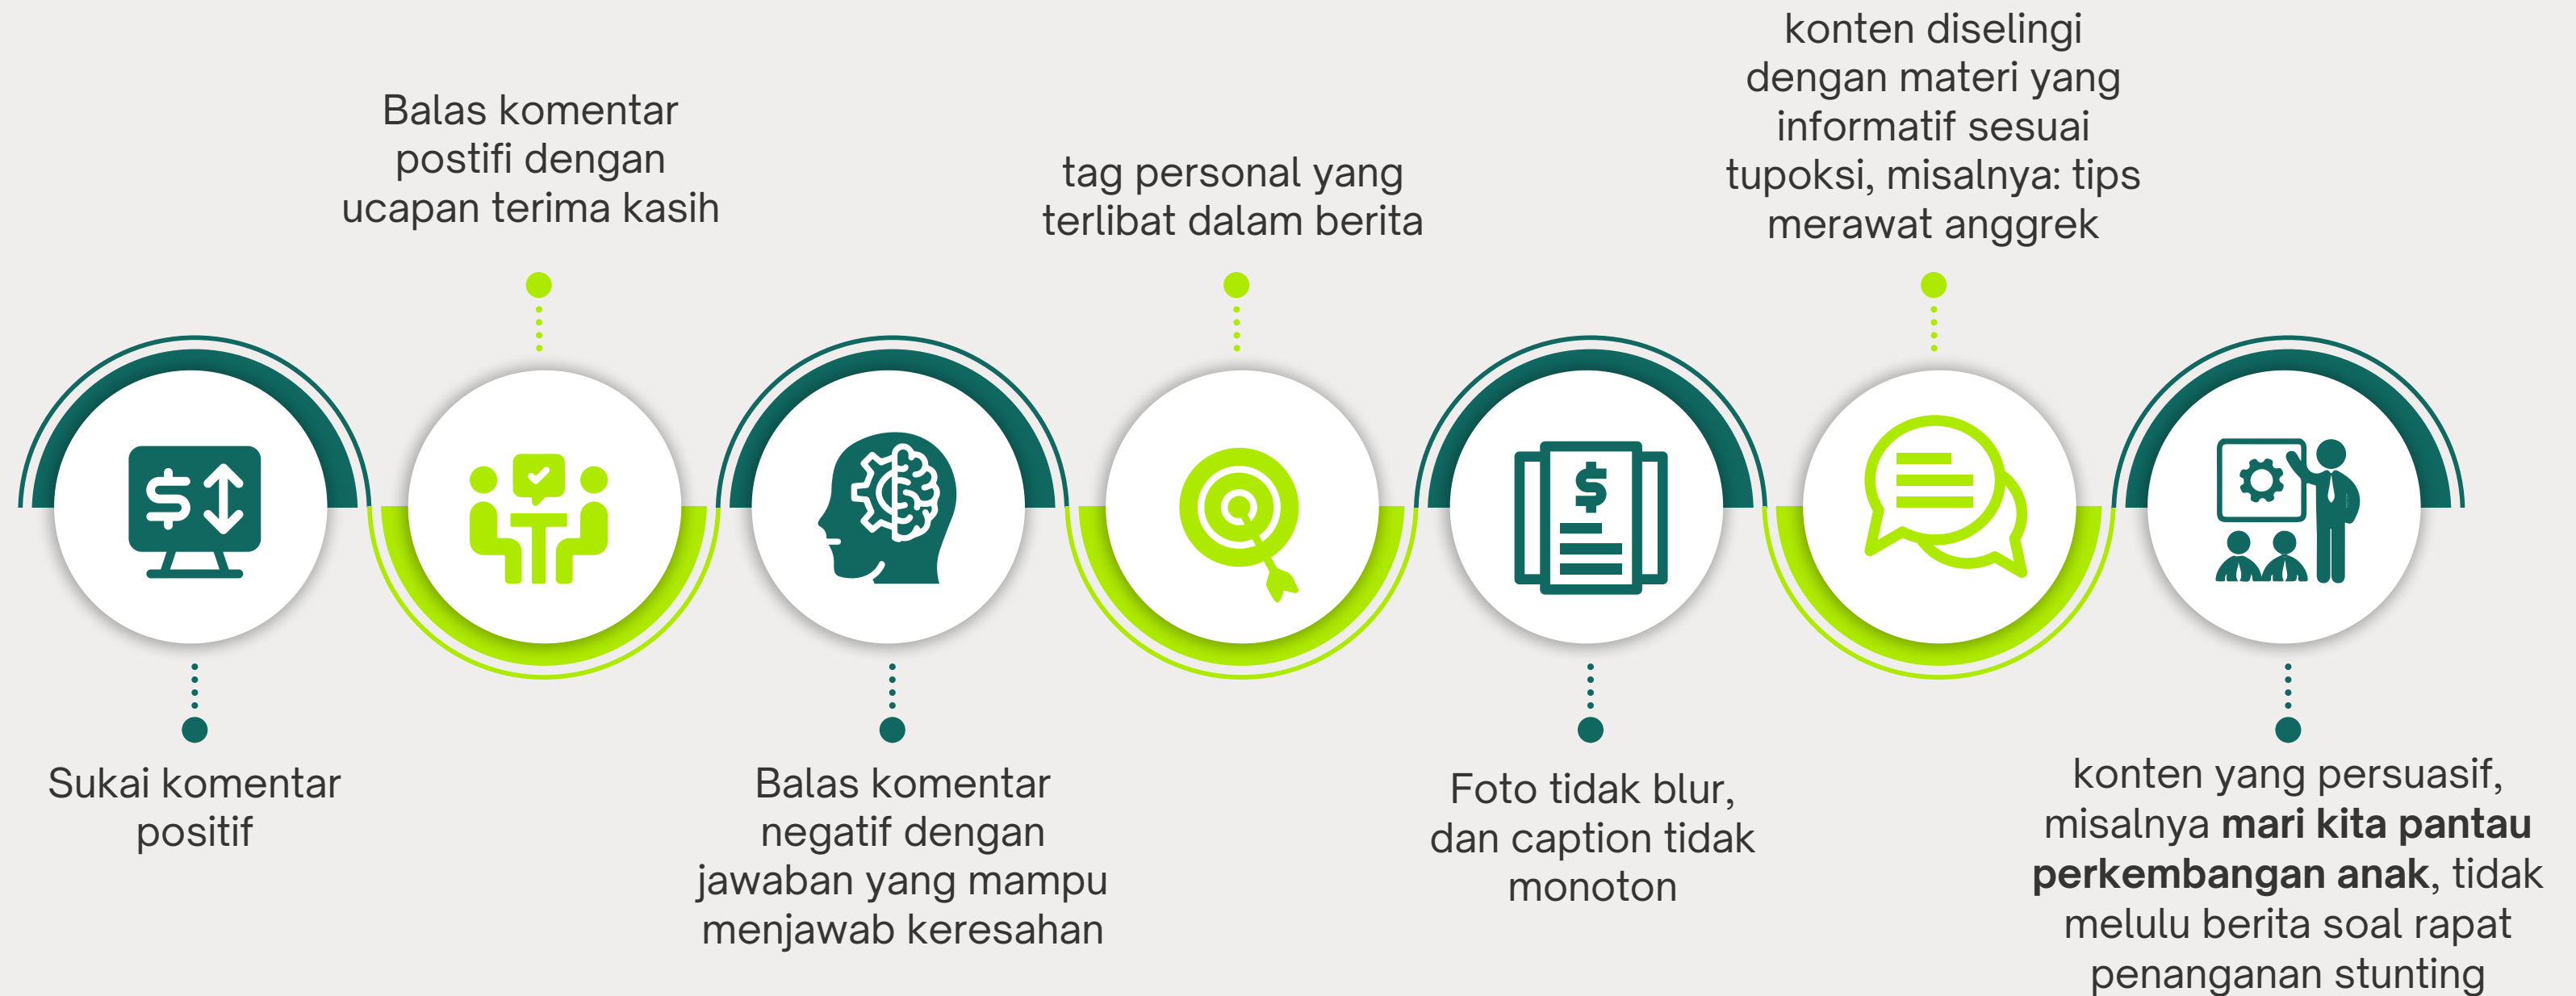 Sukai komentar
positif
Balas komentar
postifi dengan
ucapan terima kasih
Balas komentar
negatif dengan
jawaban yang mampu
menjawab keresahan
tag personal yang
terlibat dalam berita
Foto tidak blur,
dan caption tidak
monoton
konten diselingi
dengan materi yang
informatif sesuai
tupoksi, misalnya: tips
merawat anggrek
konten yang persuasif,
misalnya mari kita pantau
perkembangan anak, tidak
melulu berita soal rapat
penanganan stunting